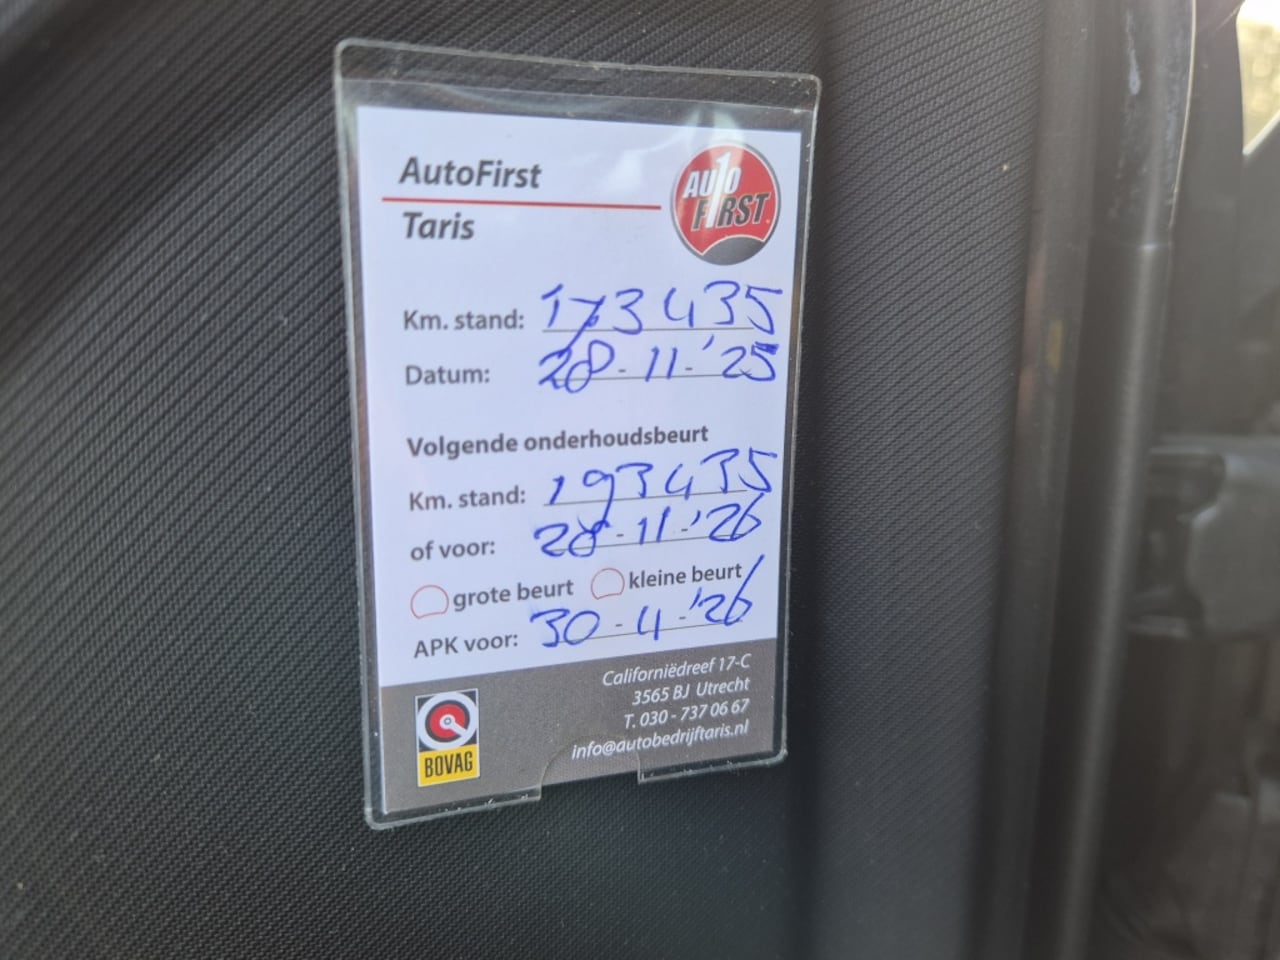 AutoFirst
AUTO
F1RST
Taris
Km. stand: 173435
Datum: 28-11-'25
Volgende onderhoudsbeurt
Km. stand: 193435
of voor: 28-11-'26
grote beurt kleine beurt
APK voor: 30-4-'26
Californiëdreef 17-C
3565 BJ Utrecht
T. 030 - 737 06 67
info@autobedrijftaris.nl
BOVAG